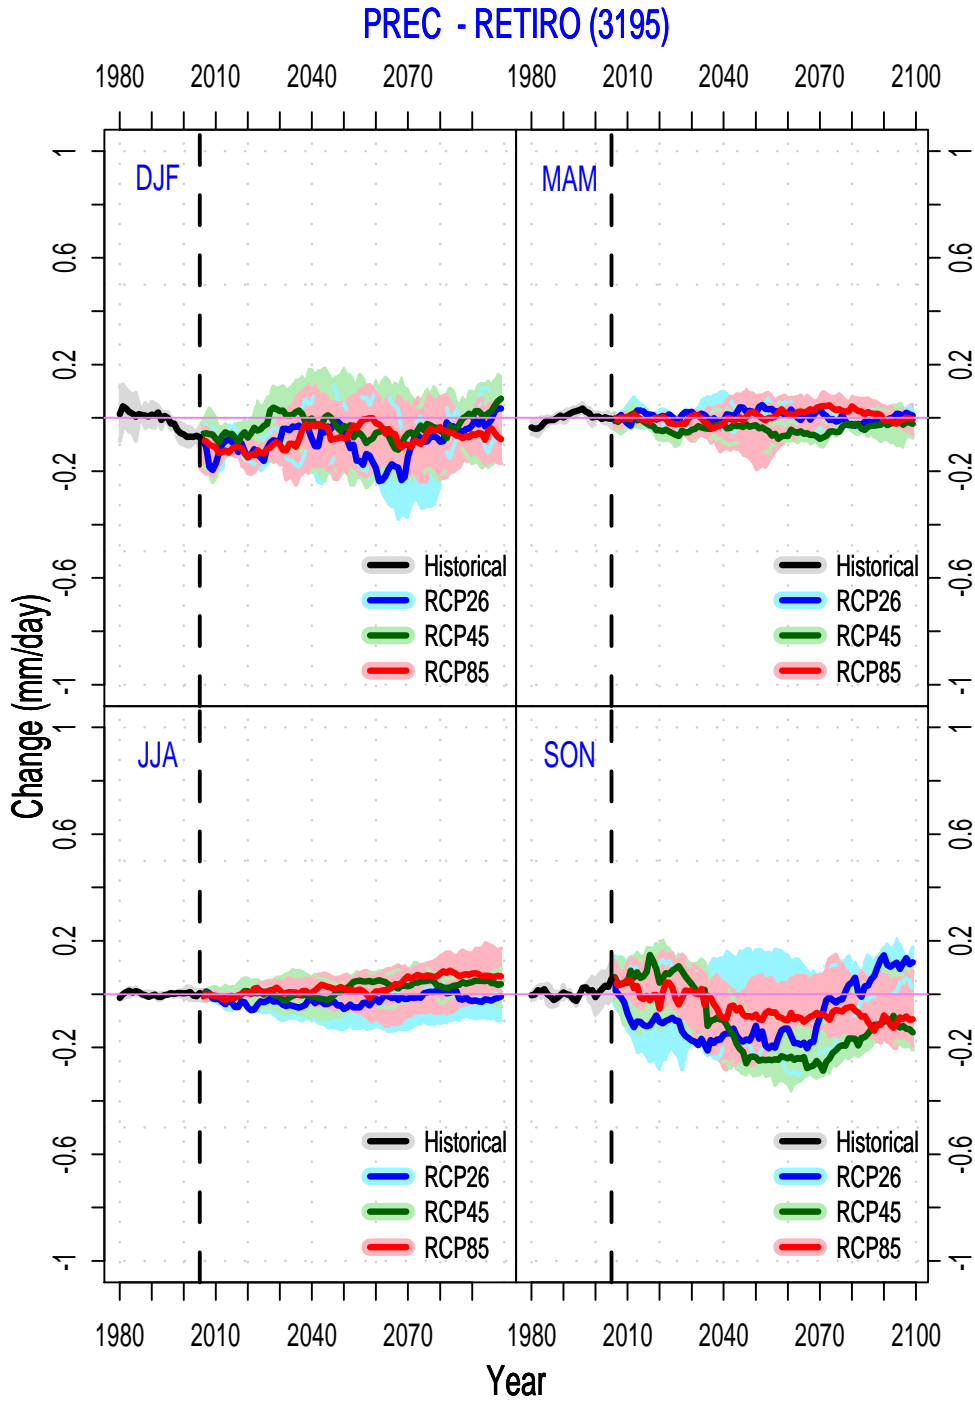 PREC - RETIRO (3195)
1980 2010 2040 2070 1980 2010 2040 2070 2100
DJF
MAM
1 0.6 0.2 -0.2 -0.6 -1
1 0.6 0.2 -0.2 -0.6 -1
Historical
RCP26
RCP45
RCP85
Historical
RCP26
RCP45
RCP85
Change (mm/day)
JJA
SON
1 0.6 0.2 -0.2 -0.6 -1
1 0.6 0.2 -0.2 -0.6 -1
Historical
RCP26
RCP45
RCP85
Historical
RCP26
RCP45
RCP85
1980 2010 2040 2070 1980 2010 2040 2070 2100
Year